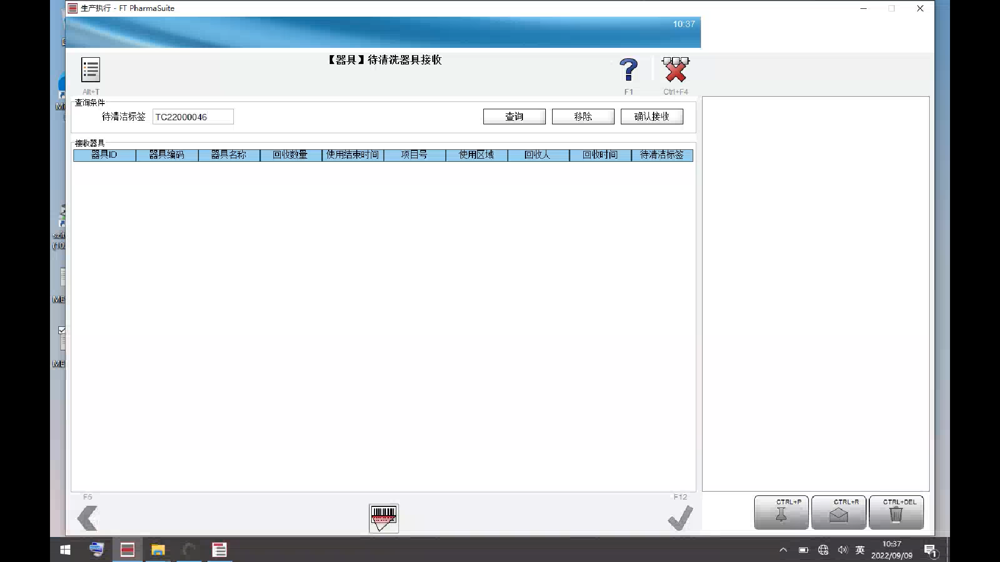 生产执行 - FT PharmaSuite
10:37
【器具】待清洗器具接收
Alt+T
F1
Ctrl+F4
查询条件
待清洁标签 TC22000046 查询 移除 确认接收
接收器具
器具ID 器具编码 器具名称 回收数量 使用结束时间 项目号 使用区域 回收人 回收时间 待清洁标签
szit
(10.
ME
ME
F5
F12
CTRL+P
CTRL+R
CTRL+DEL
英
10:37
2022/09/09
1